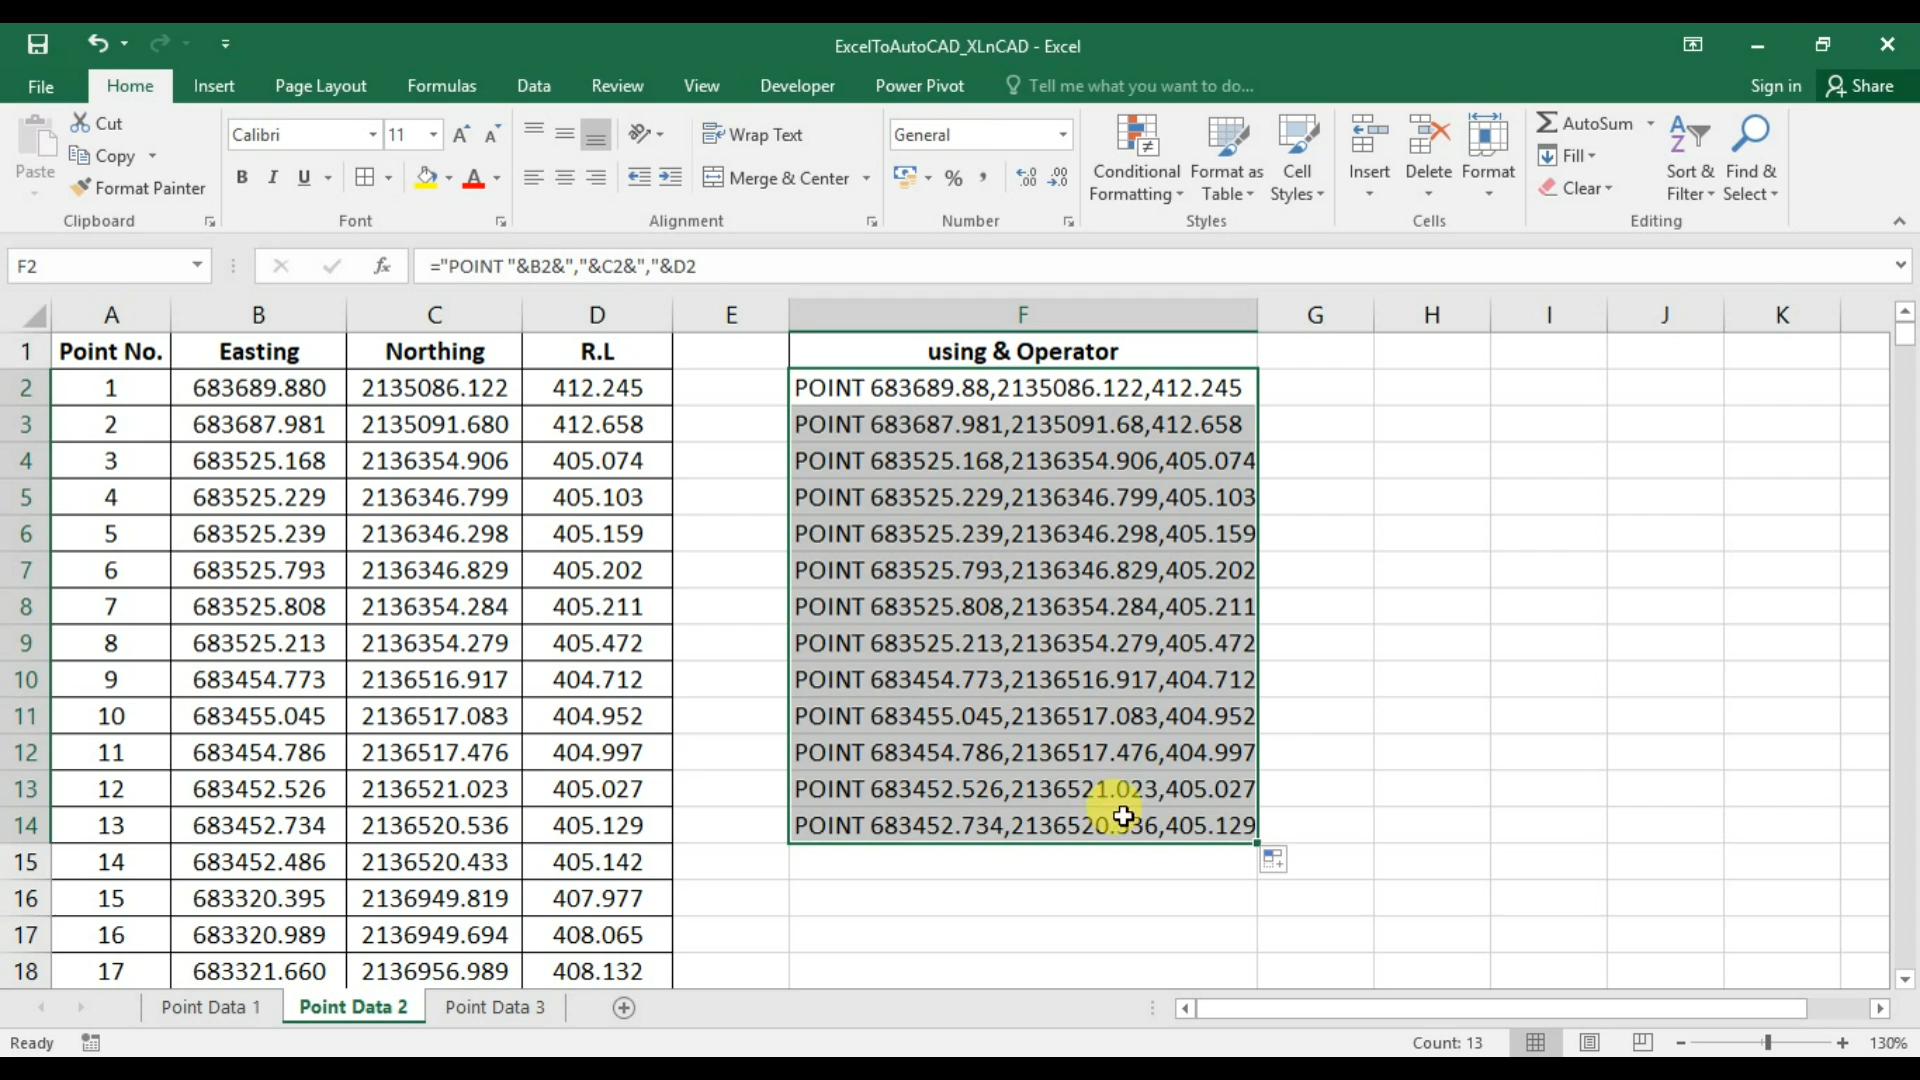 ExcelToAutoCAD_XLnCAD - Excel
File Home Insert Page Layout Formulas Data Review View Developer Power Pivot Tell me what you want to do... Sign in Share
Cut
Copy
Format Painter
Paste
Clipboard
Calibri 11
B I U
Font
Wrap Text
Merge & Center
Alignment
General
Number
Conditional Formatting
Format as Table
Cell Styles
Styles
Insert Delete Format
Cells
AutoSum
Fill
Clear
Sort & Filter
Find & Select
Editing
F2 fx ="POINT "&B2&","&C2&","&D2
A B C D E F G H I J K
1 Point No. Easting Northing R.L using & Operator
2 1 683689.880 2135086.122 412.245 POINT 683689.88,2135086.122,412.245
3 2 683687.981 2135091.680 412.658 POINT 683687.981,2135091.68,412.658
4 3 683525.168 2136354.906 405.074 POINT 683525.168,2136354.906,405.074
5 4 683525.229 2136346.799 405.103 POINT 683525.229,2136346.799,405.103
6 5 683525.239 2136346.298 405.159 POINT 683525.239,2136346.298,405.159
7 6 683525.793 2136346.829 405.202 POINT 683525.793,2136346.829,405.202
8 7 683525.808 2136354.284 405.211 POINT 683525.808,2136354.284,405.211
9 8 683525.213 2136354.279 405.472 POINT 683525.213,2136354.279,405.472
10 9 683454.773 2136516.917 404.712 POINT 683454.773,2136516.917,404.712
11 10 683455.045 2136517.083 404.952 POINT 683455.045,2136517.083,404.952
12 11 683454.786 2136517.476 404.997 POINT 683454.786,2136517.476,404.997
13 12 683452.526 2136521.023 405.027 POINT 683452.526,2136521.023,405.027
14 13 683452.734 2136520.536 405.129 POINT 683452.734,2136520.536,405.129
15 14 683452.486 2136520.433 405.142
16 15 683320.395 2136949.819 407.977
17 16 683320.989 2136949.694 408.065
18 17 683321.660 2136956.989 408.132
Point Data 1 Point Data 2 Point Data 3
Ready Count: 13 130%